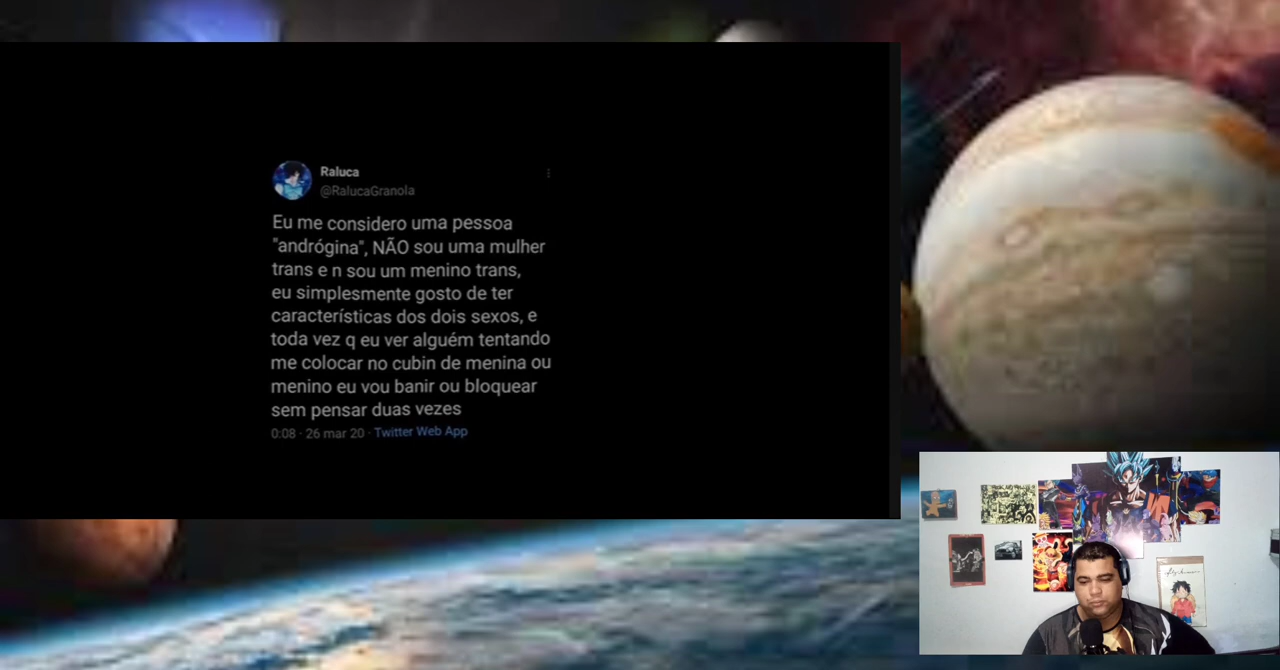 Raluca
@RalucaGranola
Eu me considero uma pessoa
"andrógina", NÃO sou uma mulher
trans e n sou um menino trans,
eu simplesmente gosto de ter
características dos dois sexos, e
toda vez q eu ver alguém tentando
me colocar no cubin de menina ou
menino eu vou banir ou bloquear
sem pensar duas vezes
0:08 · 26 mar 20 · Twitter Web App